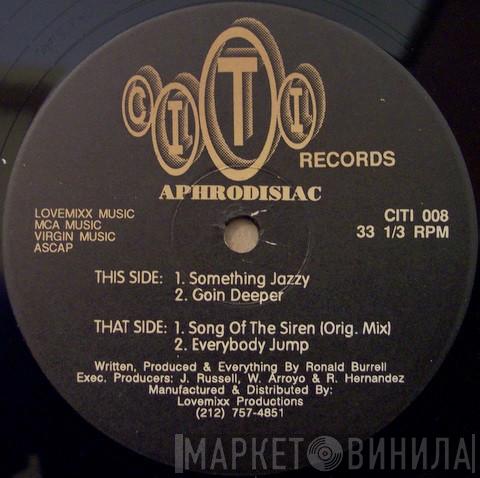 CITI
RECORDS
APHRODISIAC
LOVEMIXX MUSIC
MCA MUSIC
VIRGIN MUSIC
ASCAP
CITI 008
33 1/3 RPM
THIS SIDE: 1. Something Jazzy
2. Goin Deeper
THAT SIDE: 1. Song Of The Siren (Orig. Mix)
2. Everybody Jump
Written, Produced & Everything By Ronald Burrell
Exec. Producers: J. Russell, W. Arroyo & R. Hernandez
Manufactured & Distributed By:
Lovemixx Productions
(212) 757-4851
МАРКЕТ ВИНИЛА